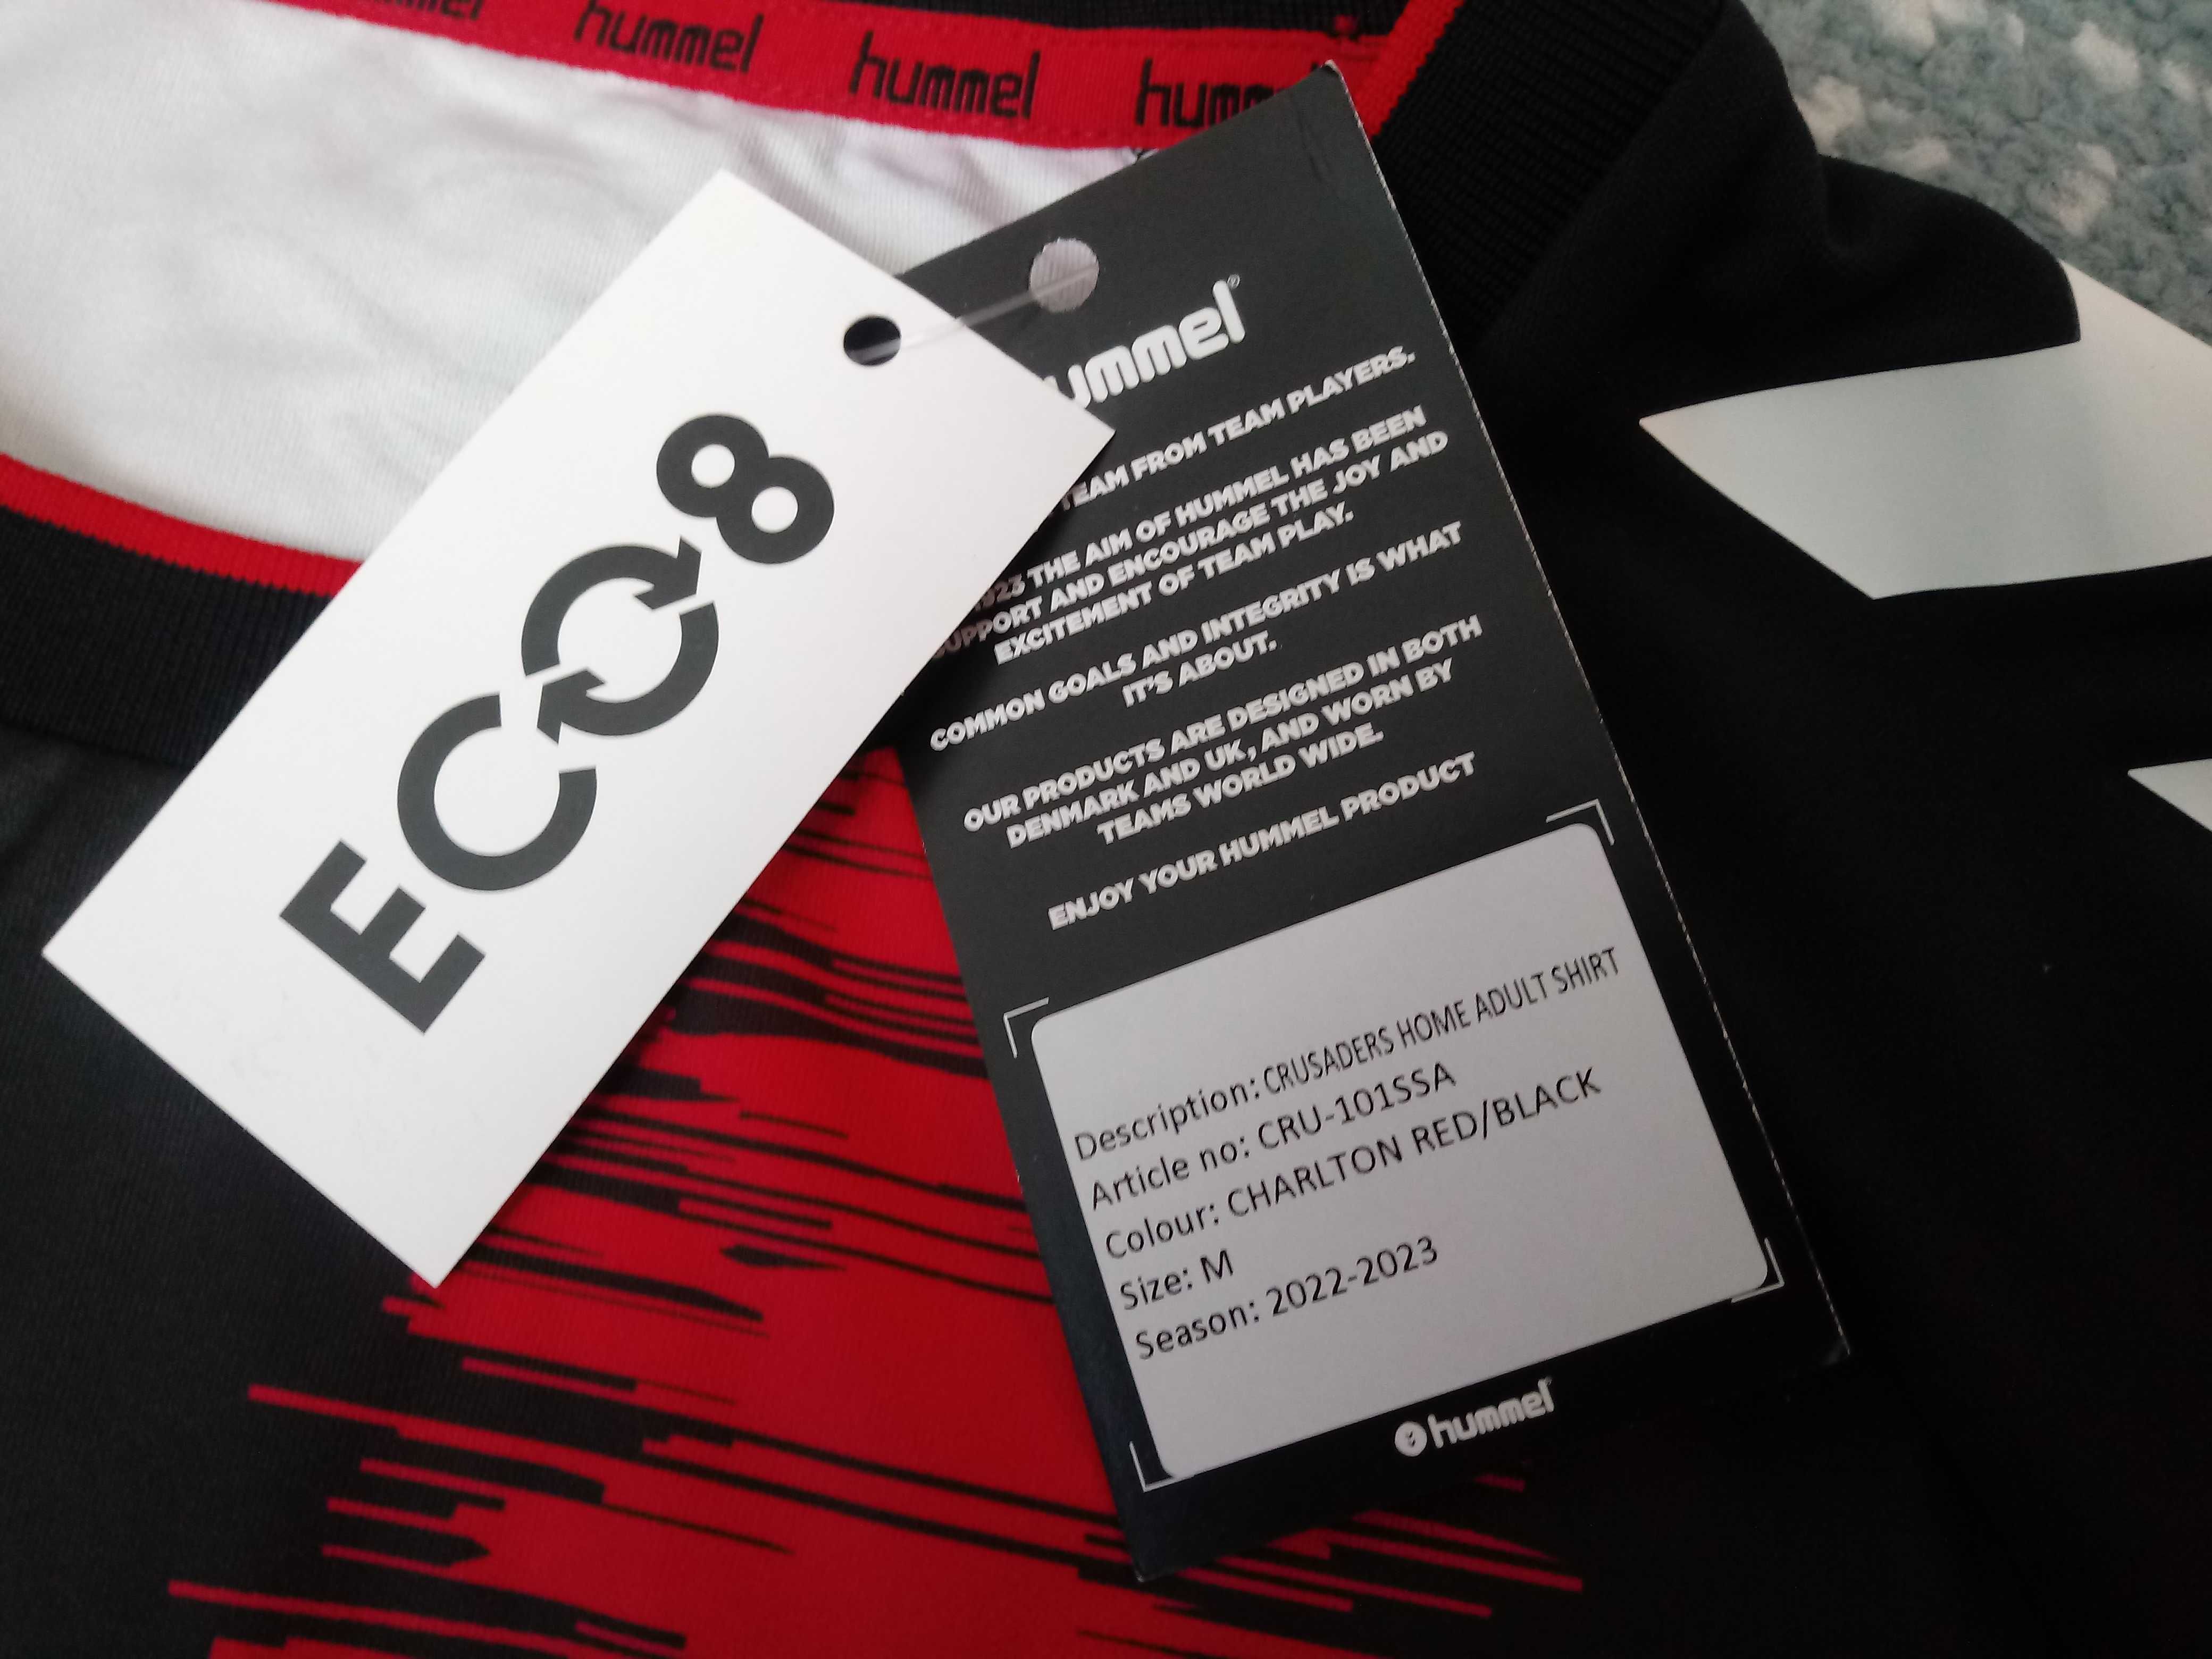 hummel hummel
ECO8
TEAM FROM TEAM PLAYERS.
THE AIM OF HUMMEL HAS BEEN
SUPPORT AND ENCOURAGE THE JOY AND
EXCITEMENT OF TEAM PLAY.
COMMON GOALS AND INTEGRITY IS WHAT
IT'S ABOUT.
OUR PRODUCTS ARE DESIGNED IN BOTH
DENMARK AND UK, AND WORN BY
TEAMS WORLD WIDE.
ENJOY YOUR HUMMEL PRODUCT
Description: CRUSADERS HOME ADULT SHIRT
Article no: CRU-101SSA
Colour: CHARLTON RED/BLACK
Size: M
Season: 2022-2023
hummel